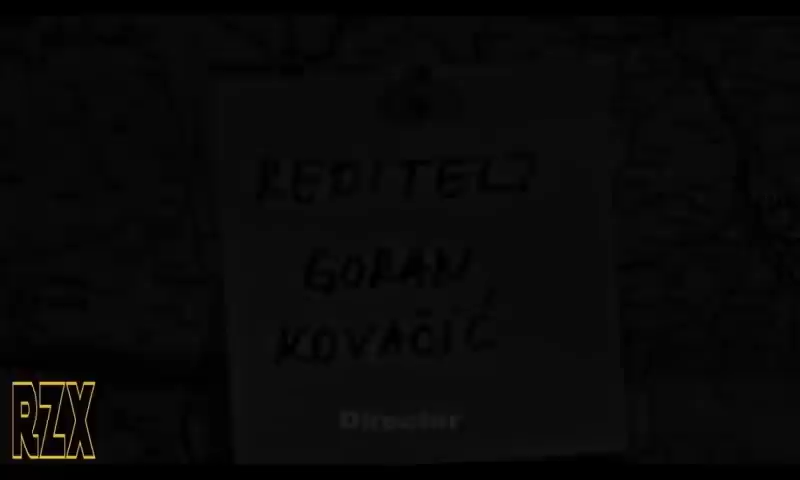 REDITELJ
GORAN
KOVAČIĆ
Director
RZX